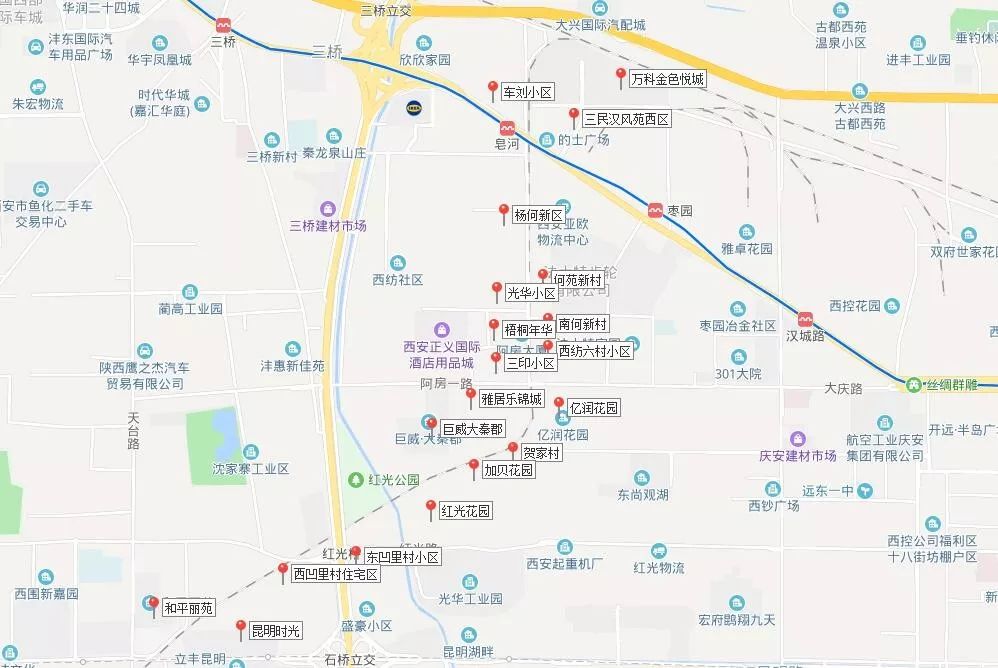 华润二十四城
际车城
三桥立交
大兴国际汽配城
古都西苑
温泉小区
垂钓休闲
沣东国际汽
车用品广场
三桥
三桥
华宇凤凰城
欣欣家园
进丰工业园
万科金色悦城
车刘小区
朱宏物流
时代华城
(嘉汇华庭)
三民汉风苑西区
大兴西路
古都西苑
皂河
的士广场
三桥新村
秦龙泉山庄
西安市鱼化二手车
交易中心
三桥建材市场
杨何新区
西安亚欧
物流中心
枣园
雅卓花园
双府世家花园
西纺社区
何苑新村
光华小区
蔺高工业园
南何新村
梧桐年华
枣园冶金社区
西控花园
汉城路
西安正义国际
酒店用品城
西纺六村小区
三印小区
陕西鹰之杰汽车
贸易有限公司
沣惠新佳苑
301大院
阿房一路
大庆路
丝绸群雕
雅居乐锦城
亿润花园
亿润花园
天台路
巨威大秦郡
巨威·大秦郡
贺家村
加贝花园
沈家寨工业区
红光公园
庆安建材市场
航空工业庆安
集团有限公司
开远·半岛广场
东尚观湖
西钞广场
远东一中
红光花园
东凹里村小区
西凹里村住宅区
西安起重机厂
红光物流
西控公司福利区
十八街坊棚户区
西围新嘉园
和平丽苑
光华工业园
昆明时光
盛豪小区
宏府鹍翔九天
立丰昆明
石桥立交
昆明湖畔